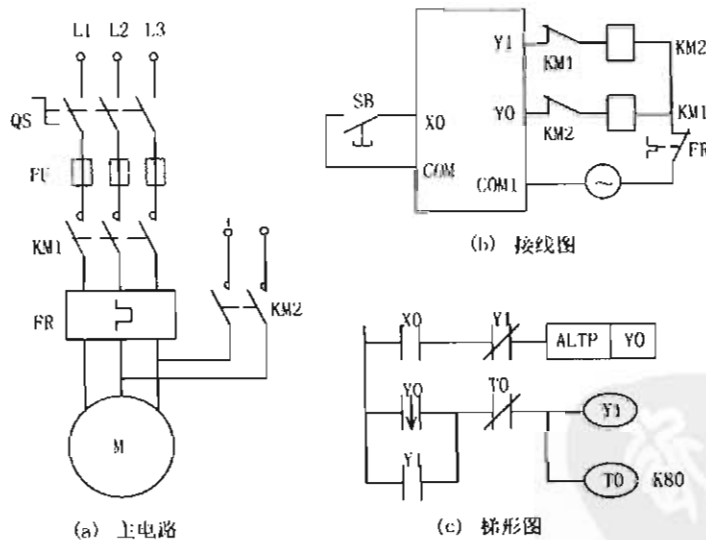 L1 L2 L3
QS
FU
KM1
FR
KM2
M
(a) 主电路
SB
X0
COM
Y1
KM1
KM2
Y0
KM2
KM1
FR
COM1
~
(b) 接线图
X0
Y1
ALTP Y0
Y0
T0
Y1
Y1
T0 K80
(c) 梯形图